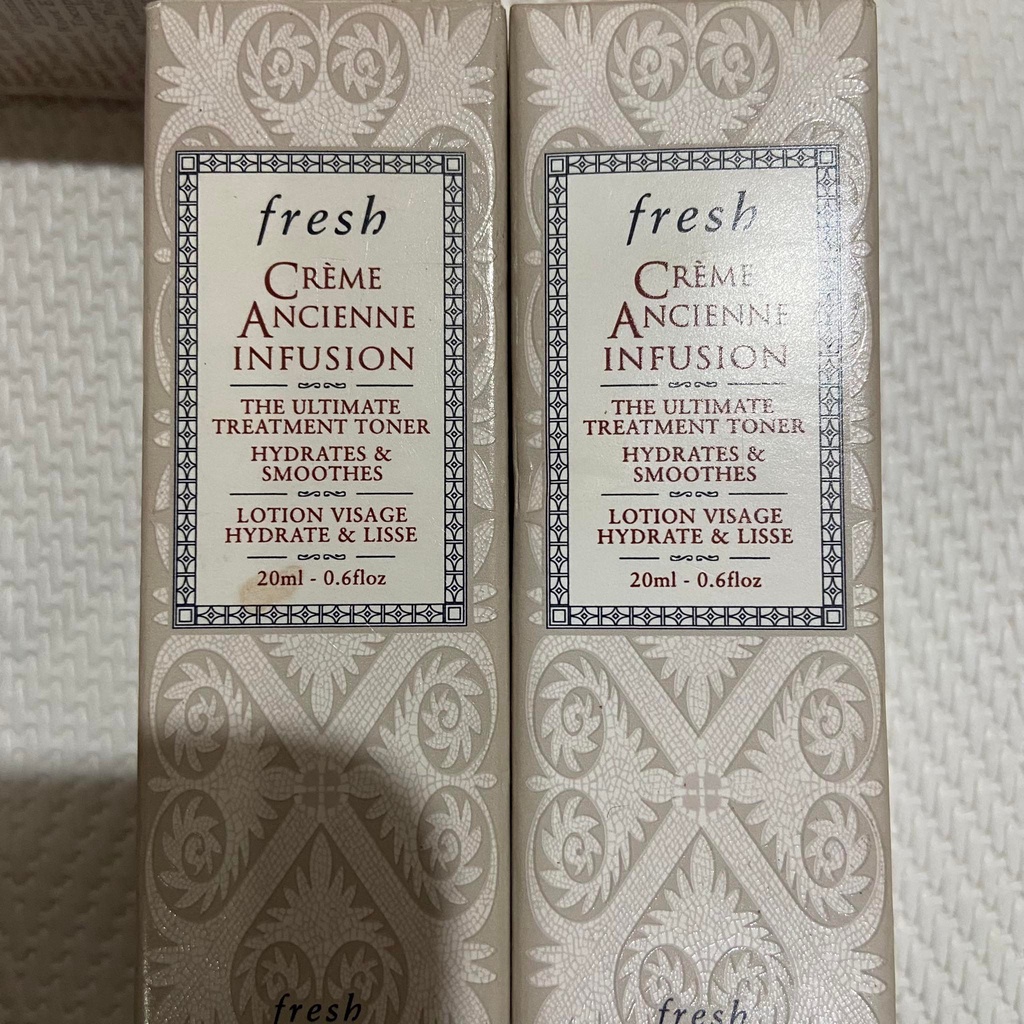 fresh
CRÈME
ANCIENNE
INFUSION
THE ULTIMATE
TREATMENT TONER
HYDRATES &
SMOOTHES
LOTION VISAGE
HYDRATE & LISSE
20ml - 0.6floz
fresh
fresh
CRÈME
ANCIENNE
INFUSION
THE ULTIMATE
TREATMENT TONER
HYDRATES &
SMOOTHES
LOTION VISAGE
HYDRATE & LISSE
20ml - 0.6floz
fresh